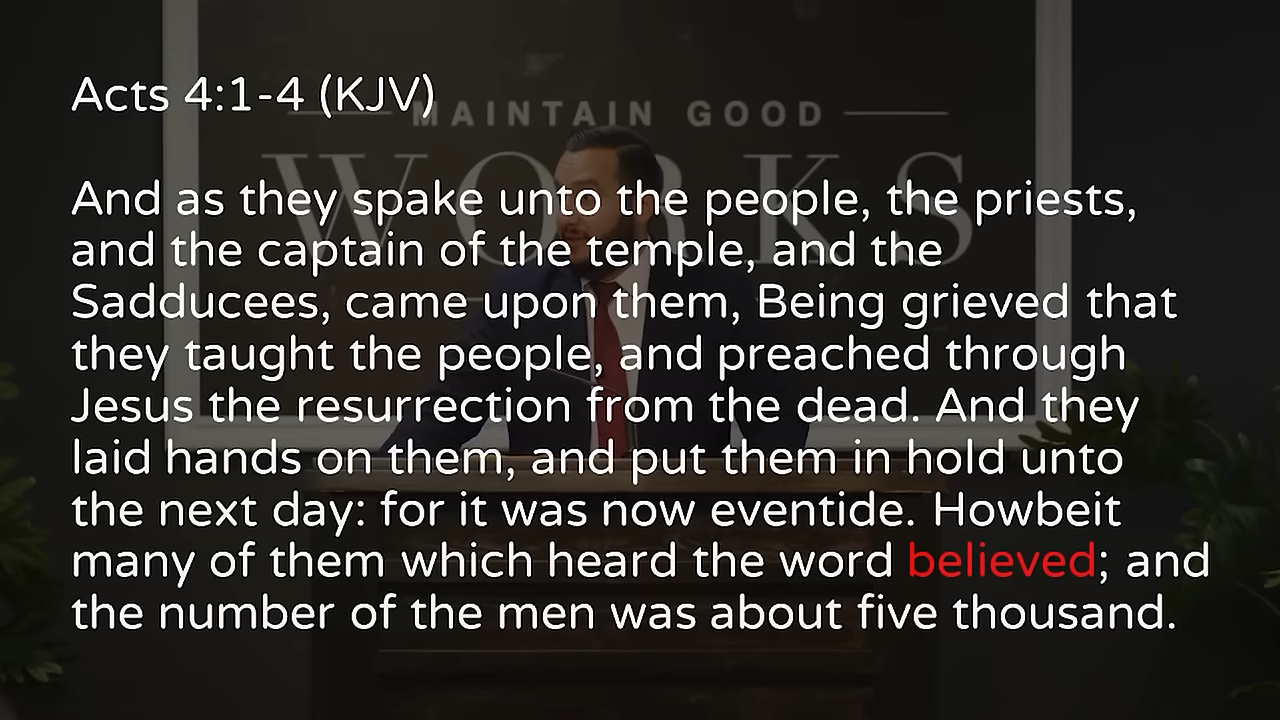 Acts 4:1-4 (KJV)
MAINTAIN GOOD
WORKS
And as they spake unto the people, the priests,
and the captain of the temple, and the
Sadducees, came upon them, Being grieved that
they taught the people, and preached through
Jesus the resurrection from the dead. And they
laid hands on them, and put them in hold unto
the next day: for it was now eventide. Howbeit
many of them which heard the word believed; and
the number of the men was about five thousand.